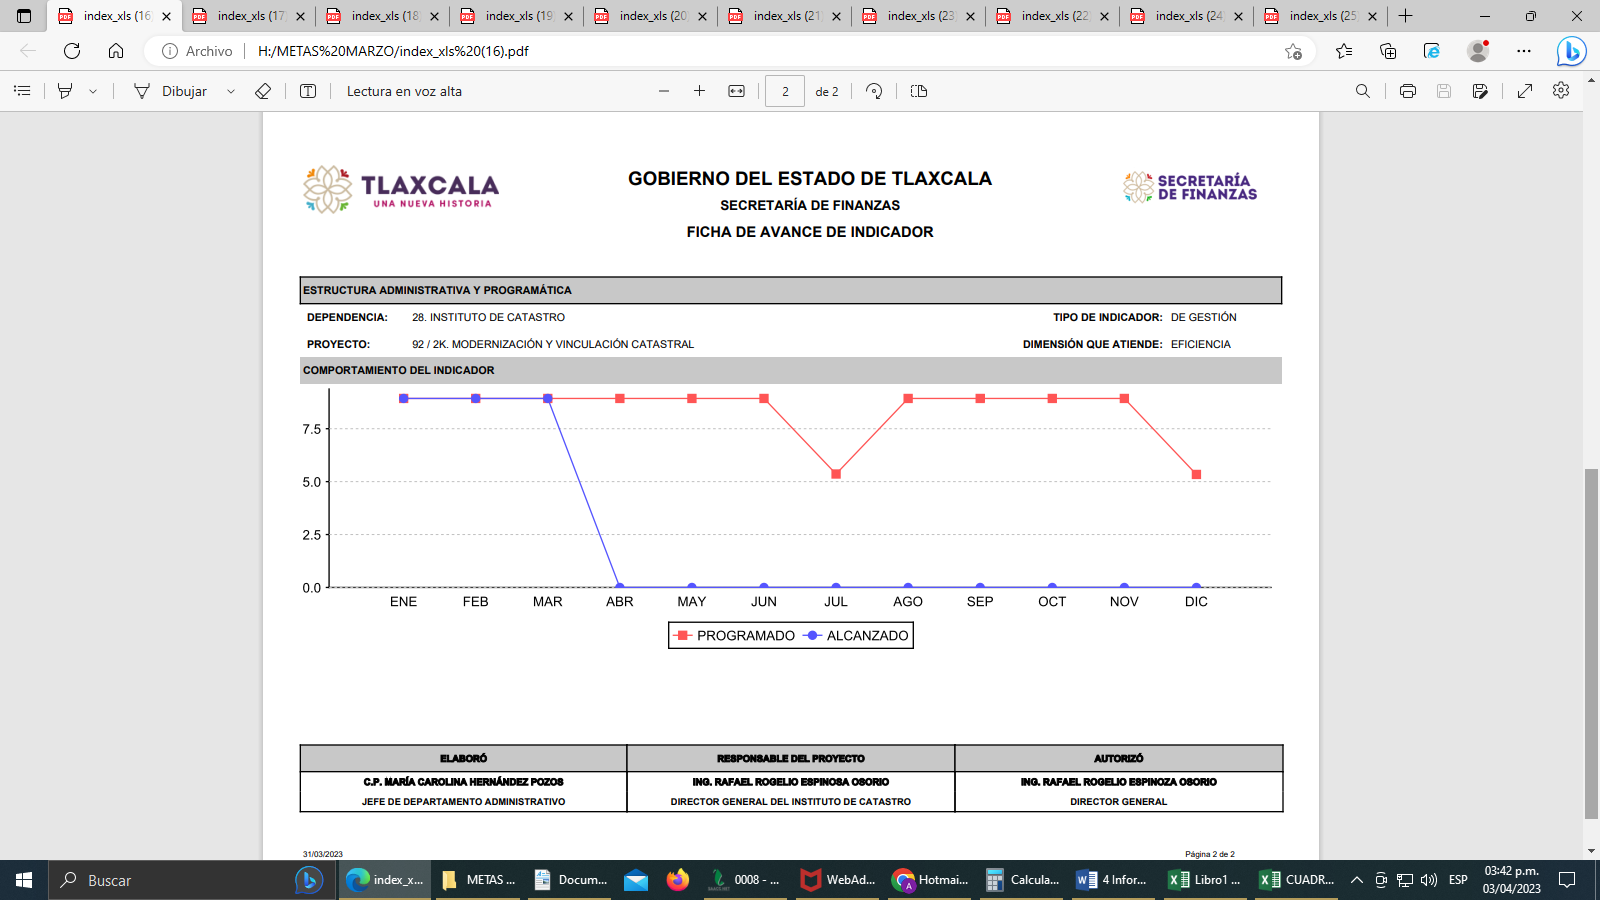 index_xls (16)
index_xls (17)
index_xls (18)
index_xls (19)
index_xls (20)
index_xls (21)
index_xls (23)
index_xls (22)
index_xls (24)
index_xls (25)
Archivo
H:/METAS%20MARZO/index_xls%20(16).pdf
Dibujar
Lectura en voz alta
2
de 2
TLAXCALA
UNA NUEVA HISTORIA
GOBIERNO DEL ESTADO DE TLAXCALA
SECRETARÍA DE FINANZAS
FICHA DE AVANCE DE INDICADOR
SECRETARÍA
DE FINANZAS
ESTRUCTURA ADMINISTRATIVA Y PROGRAMÁTICA
DEPENDENCIA: 28. INSTITUTO DE CATASTRO TIPO DE INDICADOR: DE GESTIÓN
PROYECTO: 92 / 2K. MODERNIZACIÓN Y VINCULACIÓN CATASTRAL DIMENSIÓN QUE ATIENDE: EFICIENCIA
COMPORTAMIENTO DEL INDICADOR
7.5
5.0
2.5
0.0
ENE FEB MAR ABR MAY JUN JUL AGO SEP OCT NOV DIC
PROGRAMADO ALCANZADO
ELABORÓ RESPONSABLE DEL PROYECTO AUTORIZÓ
C.P. MARÍA CAROLINA HERNÁNDEZ POZOS ING. RAFAEL ROGELIO ESPINOSA OSORIO ING. RAFAEL ROGELIO ESPINOZA OSORIO
JEFE DE DEPARTAMENTO ADMINISTRATIVO DIRECTOR GENERAL DEL INSTITUTO DE CATASTRO DIRECTOR GENERAL
31/03/2023 Página 2 de 2
Buscar
index_x...
METAS ...
Docum...
0008 - ...
WebAd...
Hotmai...
Calcula...
4 Infor...
Libro1 ...
CUADR...
ESP
03:42 p.m.
03/04/2023